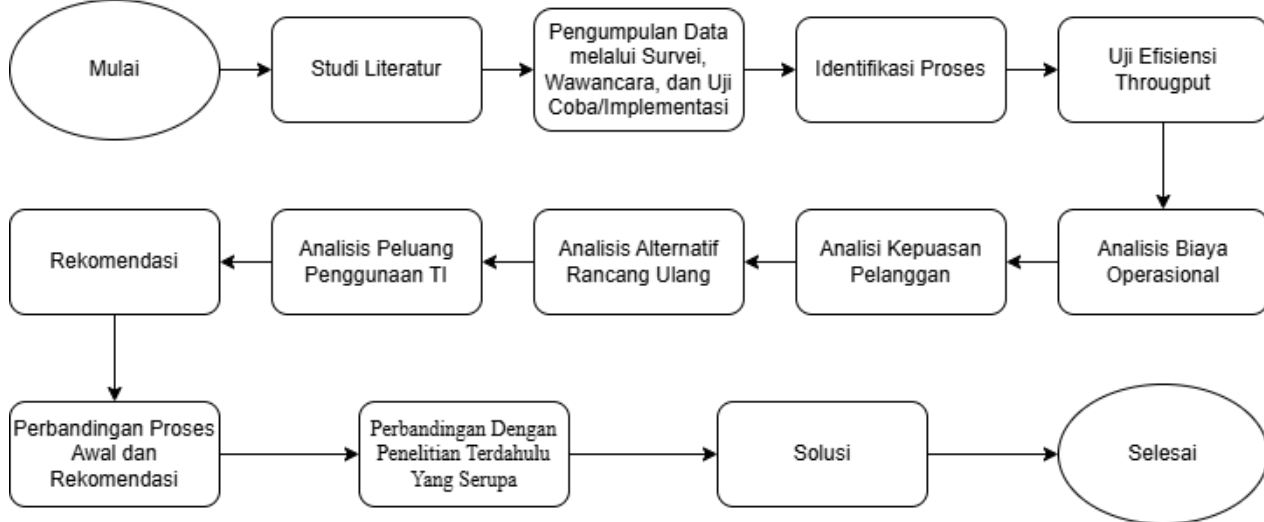 Mulai
Studi Literatur
Pengumpulan Data
melalui Survei,
Wawancara, dan Uji
Coba/Implementasi
Identifikasi Proses
Uji Efisiensi
Througput
Analisis Biaya
Operasional
Analisi Kepuasan
Pelanggan
Analisis Alternatif
Rancang Ulang
Analisis Peluang
Penggunaan TI
Rekomendasi
Perbandingan Proses
Awal dan
Rekomendasi
Perbandingan Dengan
Penelitian Terdahulu
Yang Serupa
Solusi
Selesai